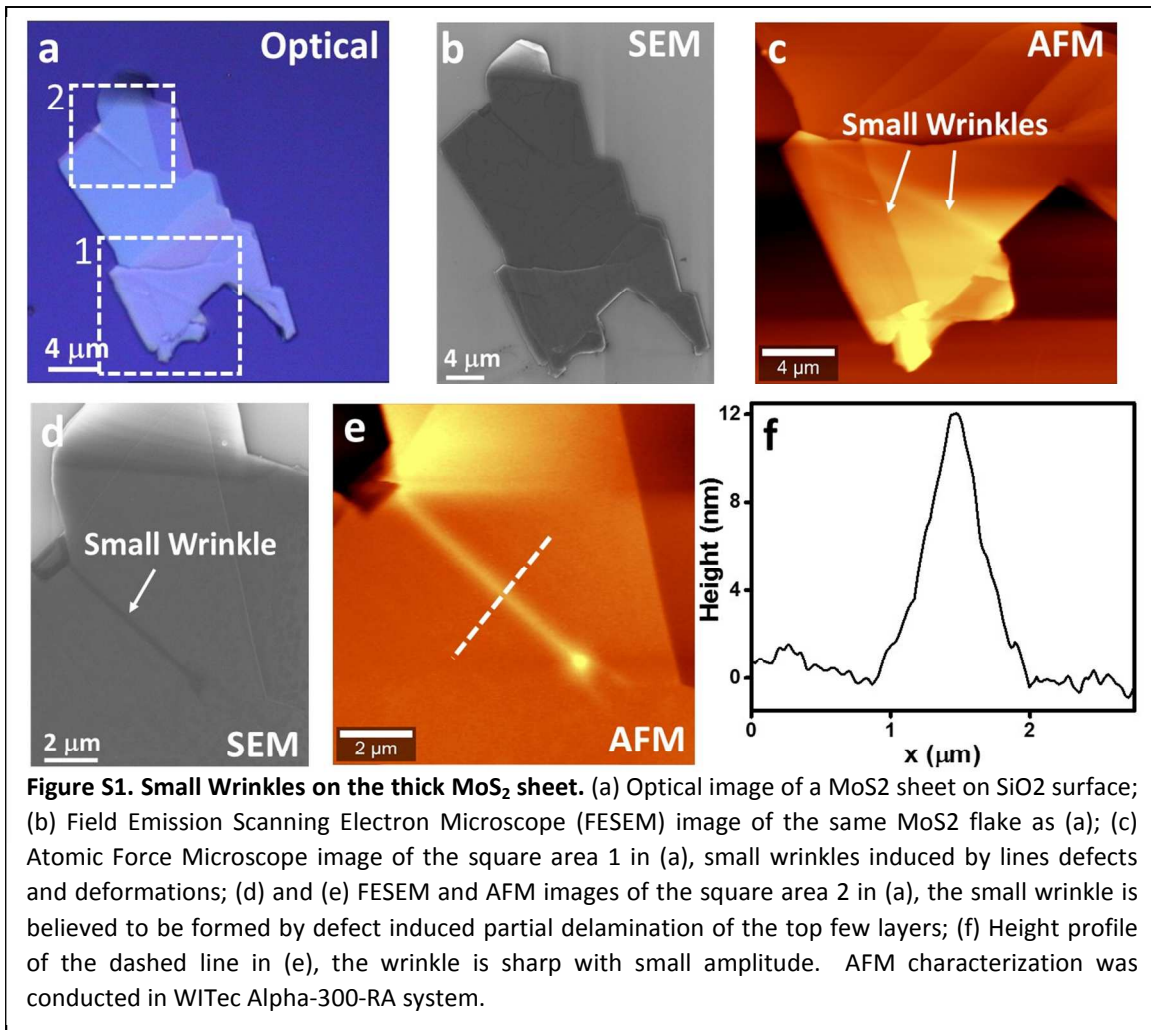 a
Optical
2
1
4 μm
b
SEM
4 μm
c
AFM
Small Wrinkles
4 μm
d
Small Wrinkle
2 μm
SEM
e
2 μm
AFM
f
12
8
4
0
Height (nm)
0
1
2
x (μm)
Figure S1. Small Wrinkles on the thick MoS₂ sheet. (a) Optical image of a MoS2 sheet on SiO2 surface;
(b) Field Emission Scanning Electron Microscope (FESEM) image of the same MoS2 flake as (a); (c)
Atomic Force Microscope image of the square area 1 in (a), small wrinkles induced by lines defects
and deformations; (d) and (e) FESEM and AFM images of the square area 2 in (a), the small wrinkle is
believed to be formed by defect induced partial delamination of the top few layers; (f) Height profile
of the dashed line in (e), the wrinkle is sharp with small amplitude. AFM characterization was
conducted in WITec Alpha-300-RA system.